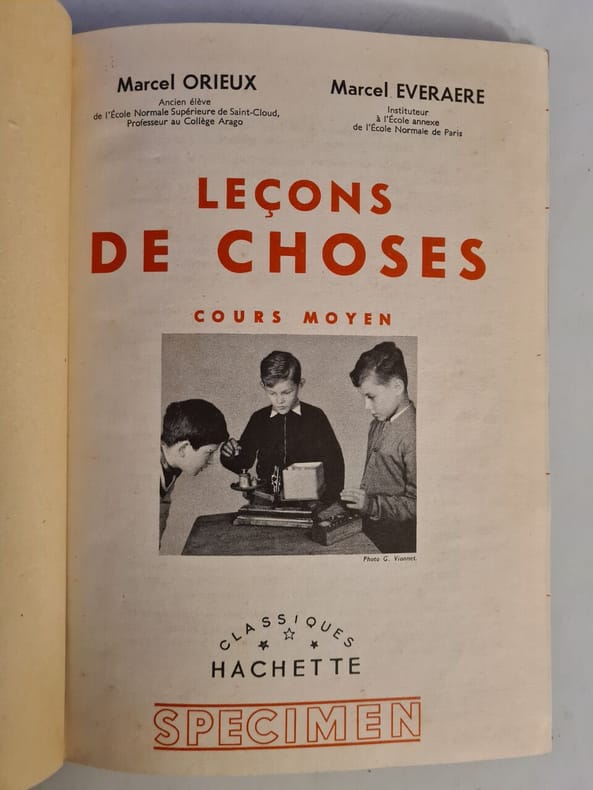 Marcel ORIEUX
Ancien élève
de l'École Normale Supérieure de Saint-Cloud,
Professeur au Collège Arago
Marcel EVERAERE
Instituteur
à l'École annexe
de l'École Normale de Paris
LEÇONS
DE CHOSES
COURS MOYEN
Photo G. Vionnet.
CLASSIQUES
HACHETTE
SPECIMEN